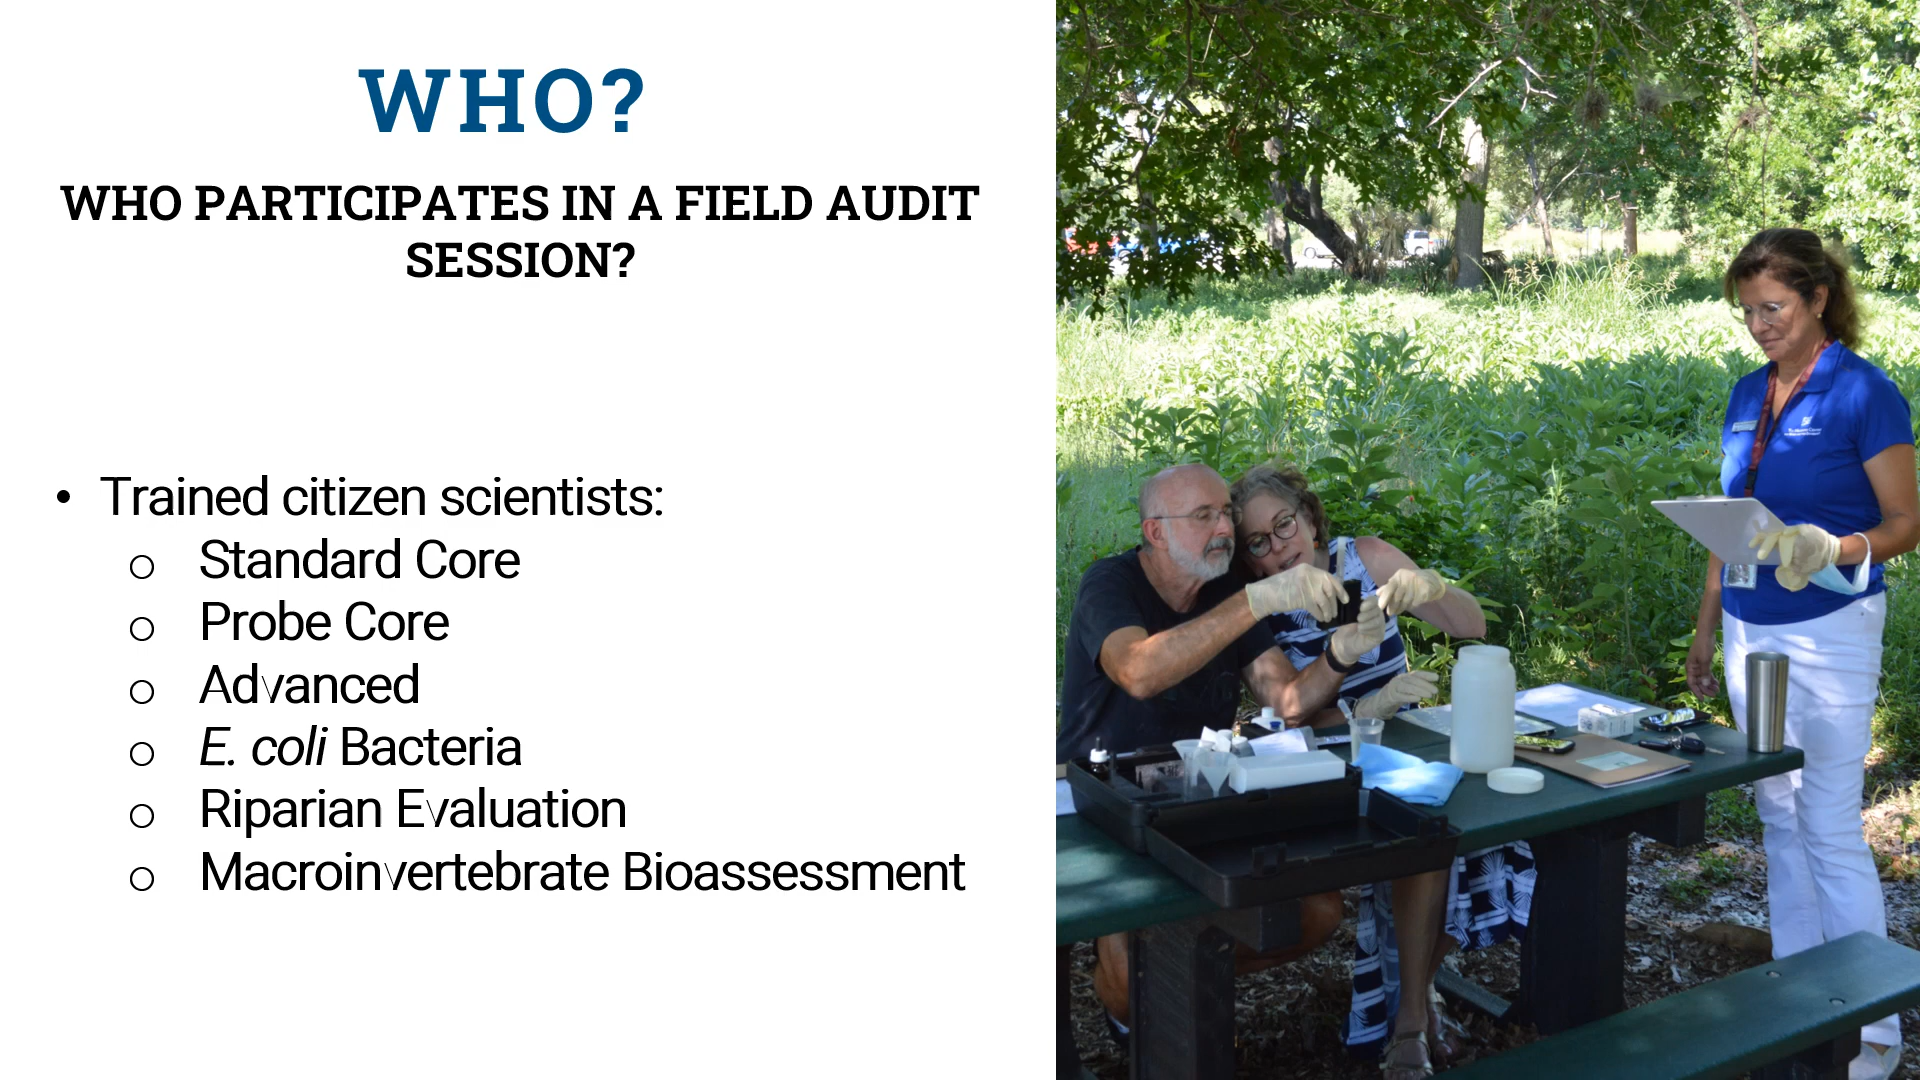 WHO?
WHO PARTICIPATES IN A FIELD AUDIT
SESSION?
• Trained citizen scientists:
o Standard Core
o Probe Core
o Advanced
o E. coli Bacteria
o Riparian Evaluation
o Macroinvertebrate Bioassessment